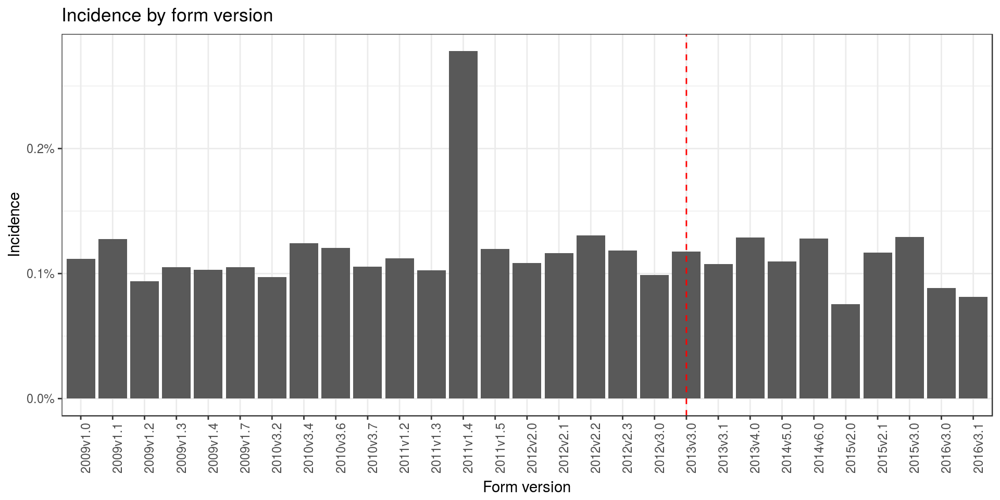 Incidence by form version
Incidence
0.2%
0.1%
0.0%
2009v1.0
2009v1.1
2009v1.2
2009v1.3
2009v1.4
2009v1.7
2010v3.2
2010v3.4
2010v3.6
2010v3.7
2011v1.2
2011v1.3
2011v1.4
2011v1.5
2012v2.0
2012v2.1
2012v2.2
2012v2.3
2012v3.0
2013v3.0
2013v3.1
2013v4.0
2014v5.0
2014v6.0
2015v2.0
2015v2.1
2015v3.0
2016v3.0
2016v3.1
Form version